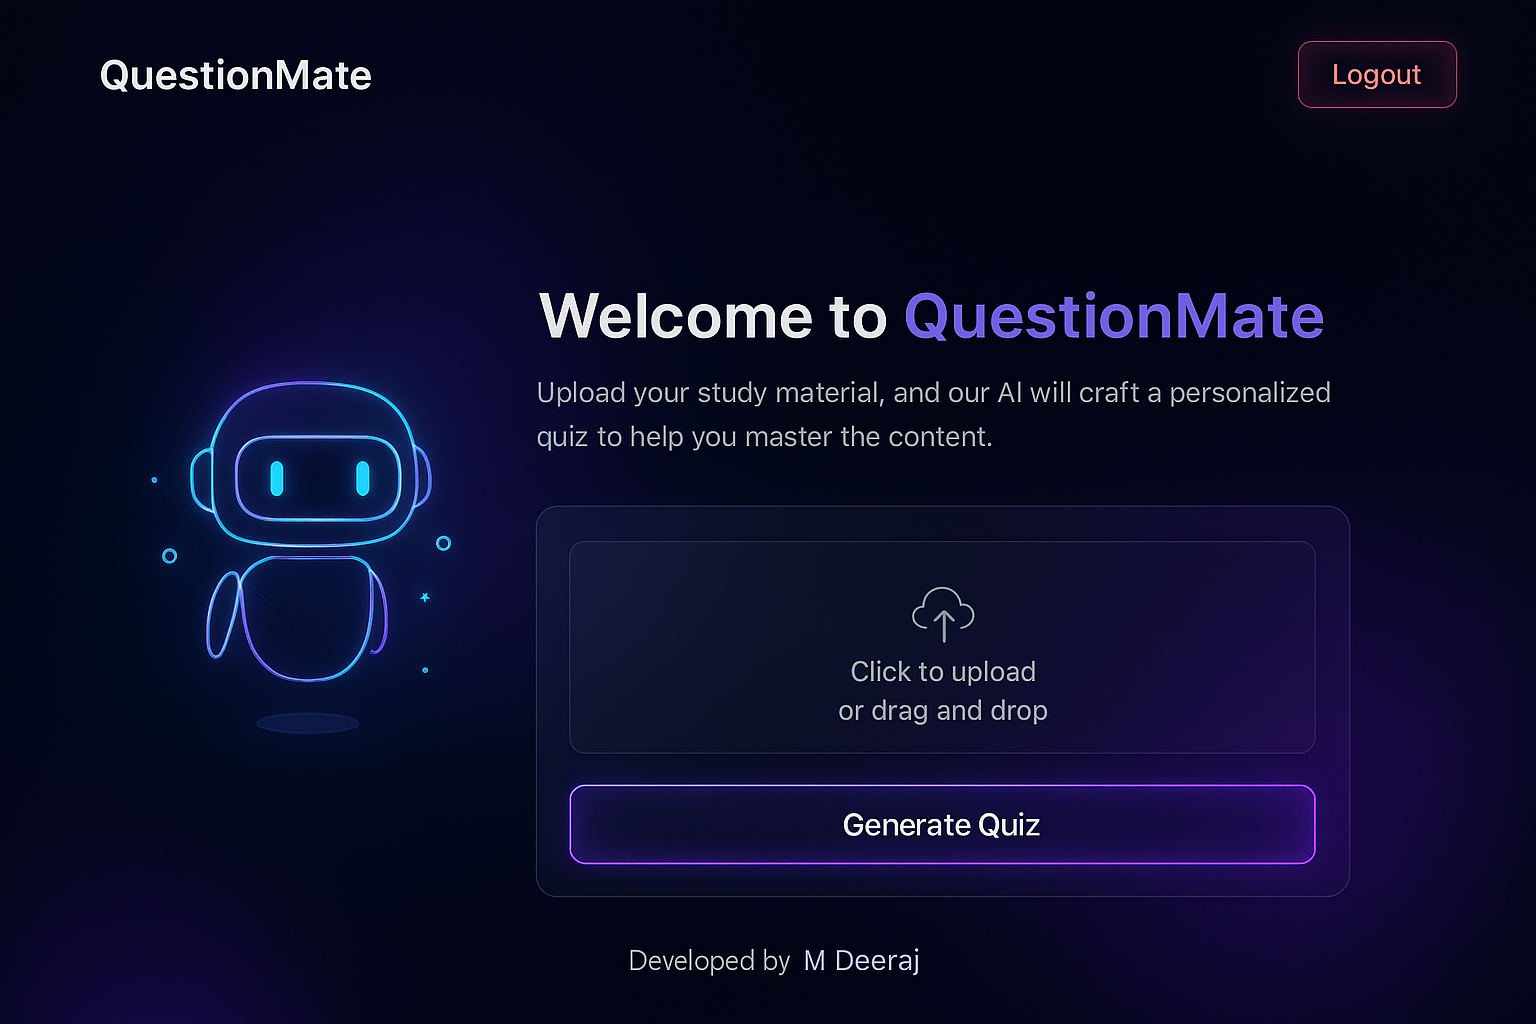 QuestionMate
Logout
Welcome to QuestionMate
Upload your study material, and our AI will craft a personalized
quiz to help you master the content.
Click to upload
or drag and drop
Generate Quiz
Developed by M Deeraj